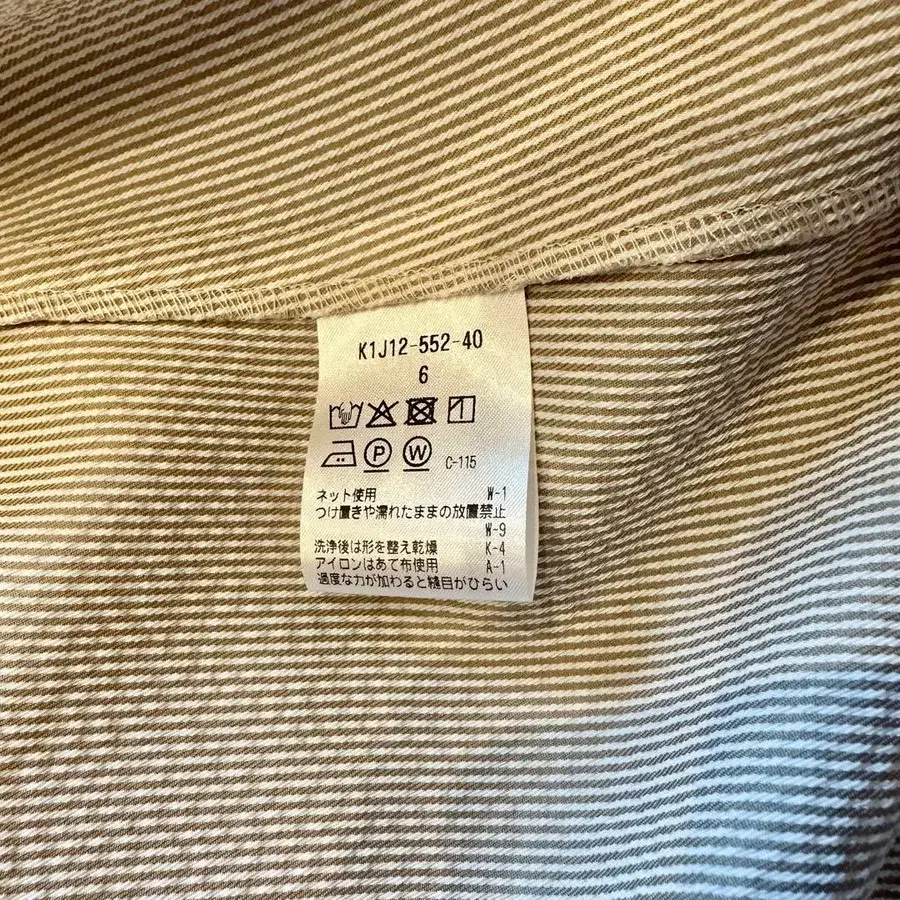 K1J12-552-40
6
P W C-115
ネット使用 W-1
つけ置きや濡れたままの放置禁止
W-9
洗浄後は形を整え乾燥 K-4
アイロンはあて布使用 A-1
過度な力が加わると縫目がひらい